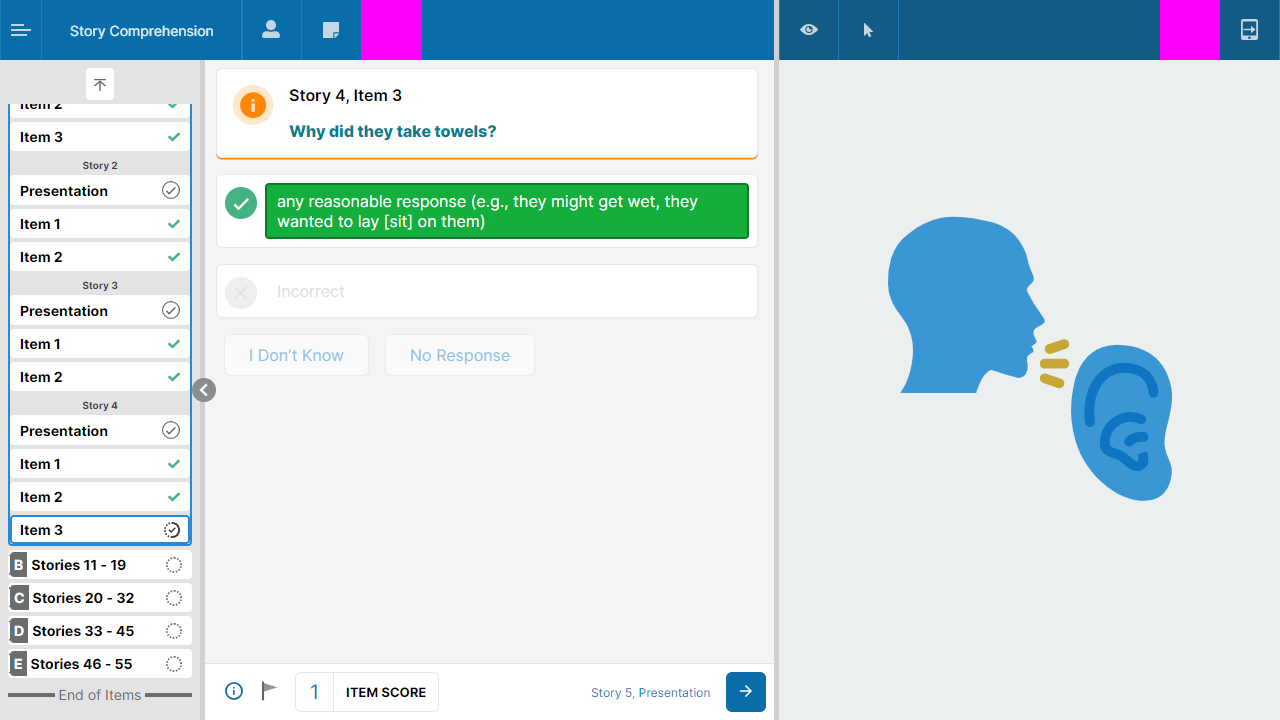 Story Comprehension
Item 2
Item 3
Story 2
Presentation
Item 1
Item 2
Story 3
Presentation
Item 1
Item 2
Story 4
Presentation
Item 1
Item 2
Item 3
B Stories 11 - 19
C Stories 20 - 32
D Stories 33 - 45
E Stories 46 - 55
End of Items
Story 4, Item 3
Why did they take towels?
any reasonable response (e.g., they might get wet, they
wanted to lay [sit] on them)
Incorrect
I Don’t Know
No Response
1 ITEM SCORE
Story 5, Presentation